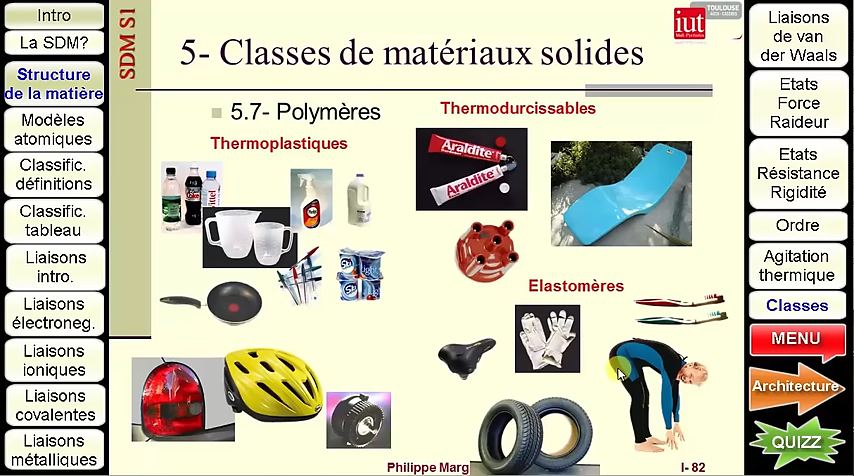 Intro
La SDM?
Structure
de la matière
Modèles
atomiques
Classific.
définitions
Classific.
tableau
Liaisons
intro.
Liaisons
électroneg.
Liaisons
ioniques
Liaisons
covalentes
Liaisons
métalliques
SDM S1
iut
TOULOUSE
5- Classes de matériaux solides
5.7- Polymères
Thermoplastiques
Thermodurcissables
Araldite
Araldite
Elastomères
Philippe Marg
I- 82
Liaisons
de van
der Waals
Etats
Force
Raideur
Etats
Résistance
Rigidité
Ordre
Agitation
thermique
Classes
MENU
Architecture
QUIZZ